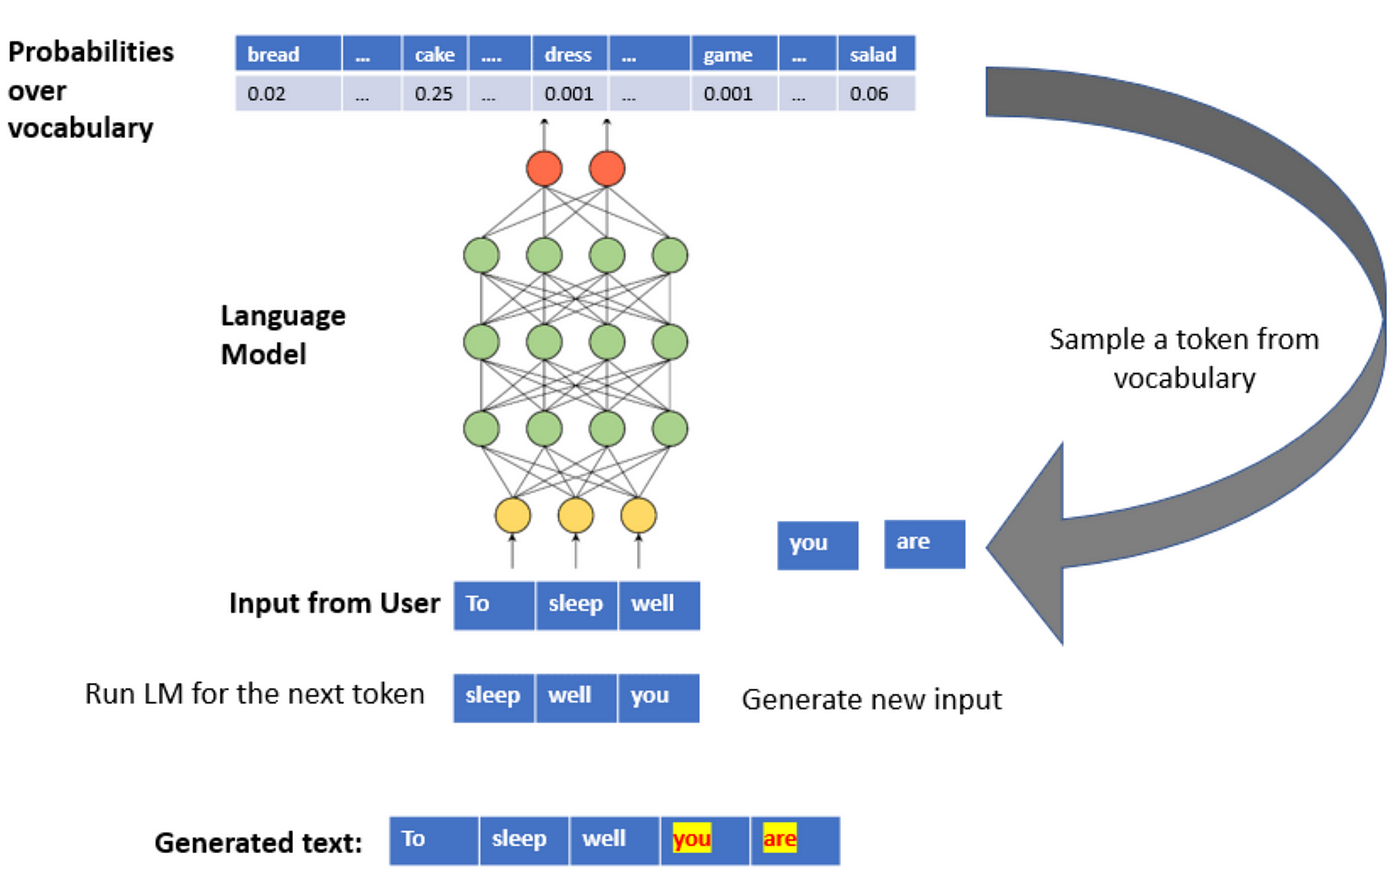 Probabilities
over
vocabulary
bread ... cake .... dress ... game ... salad
0.02 ... 0.25 ... 0.001 ... 0.001 ... 0.06
Language
Model
Sample a token from
vocabulary
you are
Input from User To sleep well
Run LM for the next token sleep well you Generate new input
Generated text: To sleep well you are